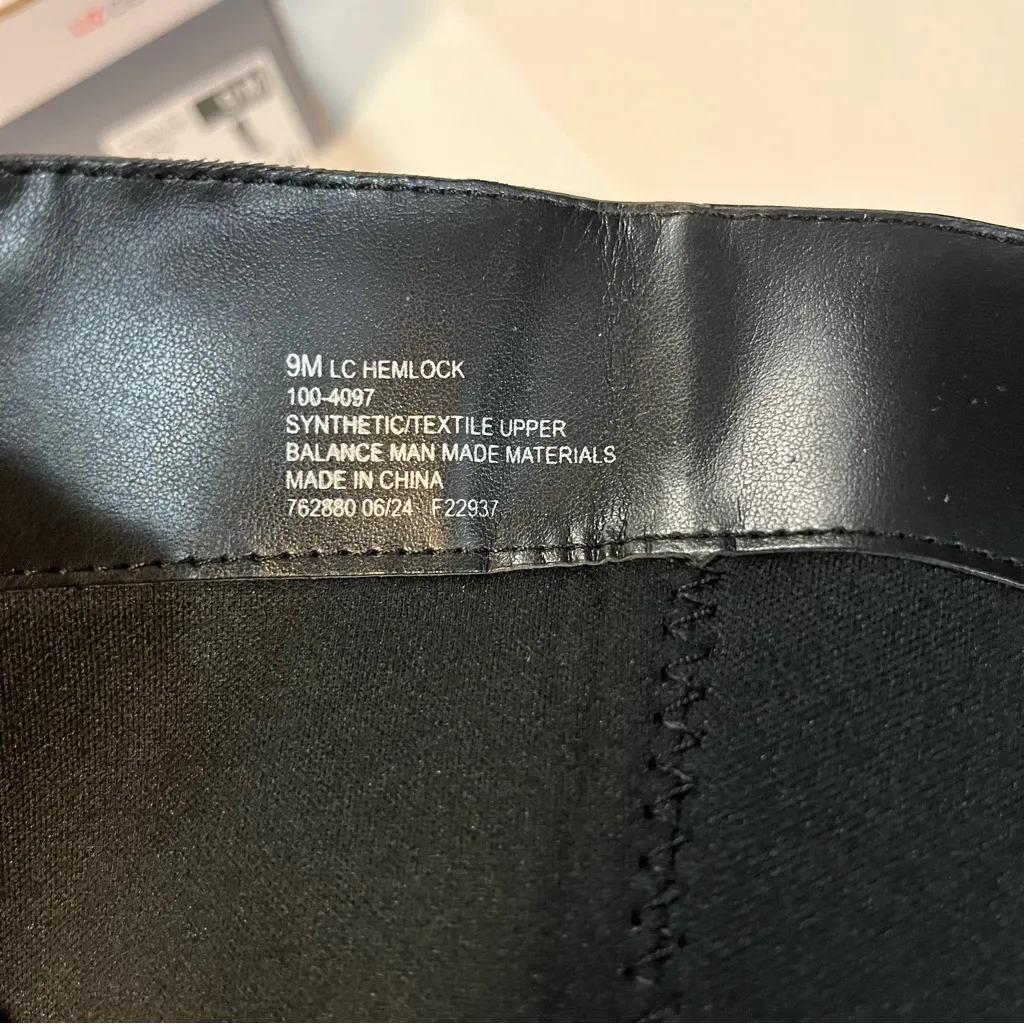 9M LC HEMLOCK
100-4097
SYNTHETIC/TEXTILE UPPER
BALANCE MAN MADE MATERIALS
MADE IN CHINA
762880 06/24 F22937